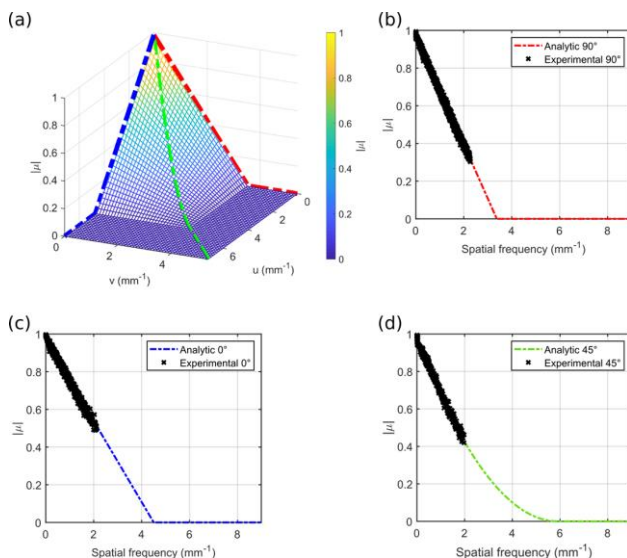 (a)
1
0.8
0.6
0.4
0.2
0
|μ|
0
2
4
6
v (mm⁻¹)
6
4
2
0
u (mm⁻¹)
1
0.8
0.6
0.4
0.2
0
|μ|
(b)
Analytic 90°
Experimental 90°
1
0.8
0.6
0.4
0.2
0
|μ|
0 2 4 6 8
Spatial frequency (mm⁻¹)
(c)
Analytic 0°
Experimental 0°
1
0.8
0.6
0.4
0.2
0
|μ|
0 2 4 6 8
Spatial frequency (mm⁻¹)
(d)
Analytic 45°
Experimental 45°
1
0.8
0.6
0.4
0.2
0
|μ|
0 2 4 6 8
Spatial frequency (mm⁻¹)